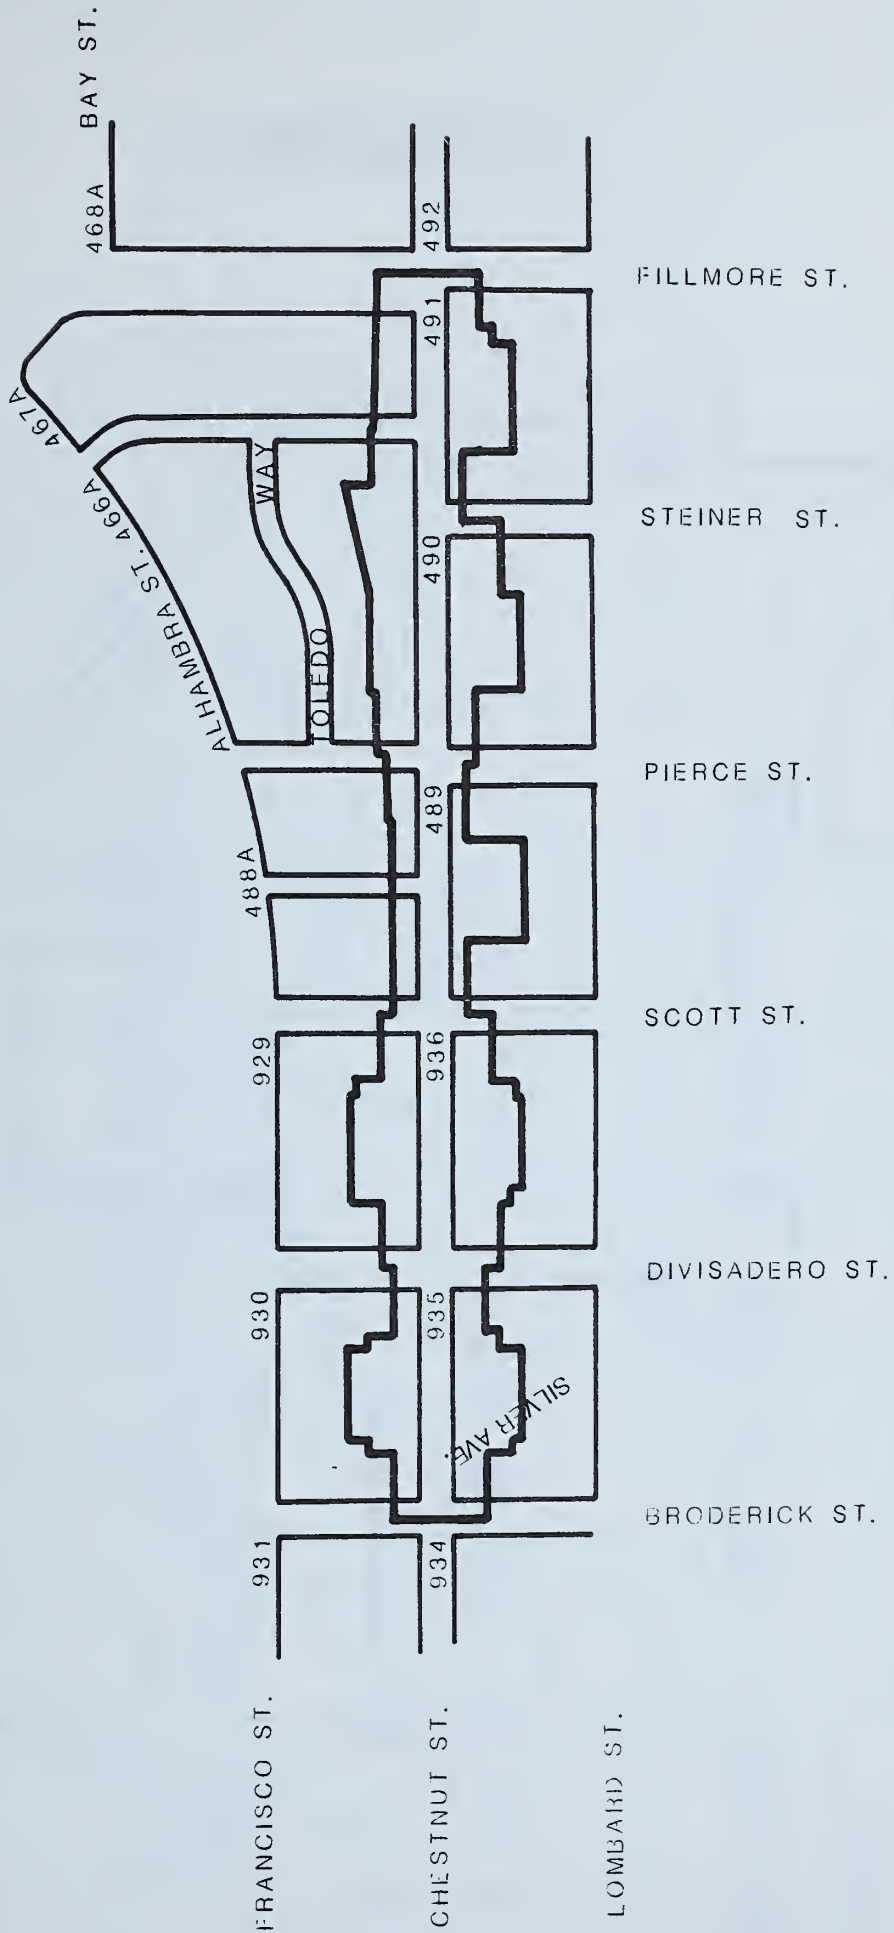 BAY ST.
468A
492
FILLMORE ST.
467A
491
ALHAMBRA ST. 466A
TOLEDO WAY
STEINER ST.
490
PIERCE ST.
488A
489
SCOTT ST.
929
936
DIVISADERO ST.
930
935
SILVER AVE.
BRODERICK ST.
931
934
FRANCISCO ST.
CHESTNUT ST.
LOMBARD ST.